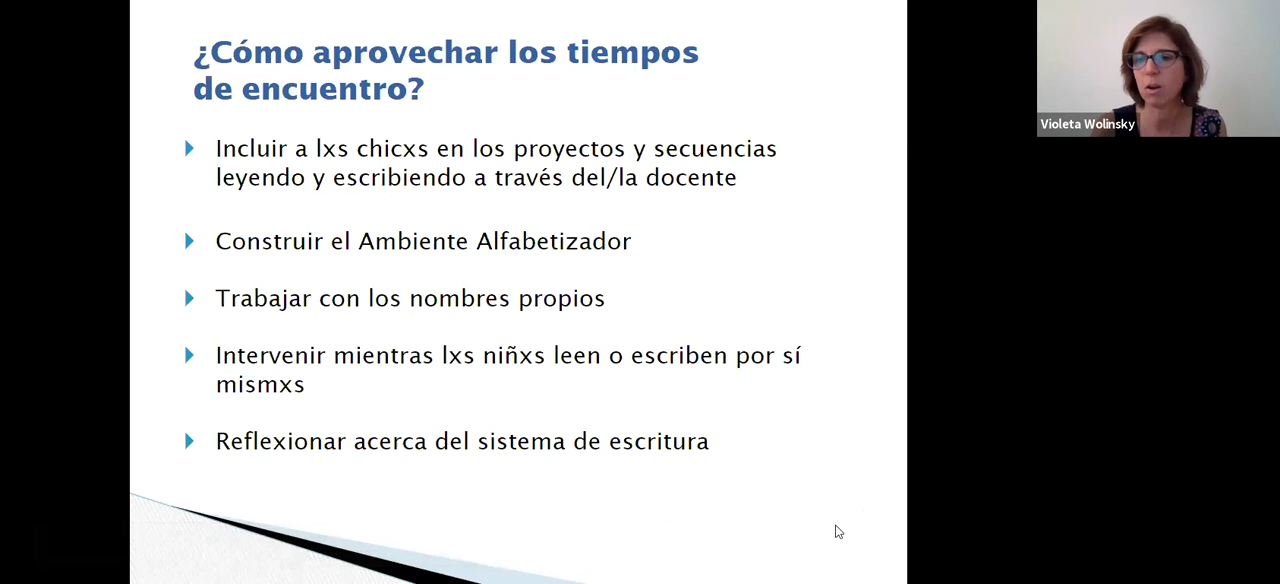 ¿Cómo aprovechar los tiempos
de encuentro?
Incluir a lxs chicxs en los proyectos y secuencias
leyendo y escribiendo a través del/la docente
Construir el Ambiente Alfabetizador
Trabajar con los nombres propios
Intervenir mientras lxs niñxs leen o escriben por sí
mismxs
Reflexionar acerca del sistema de escritura
Violeta Wolinsky